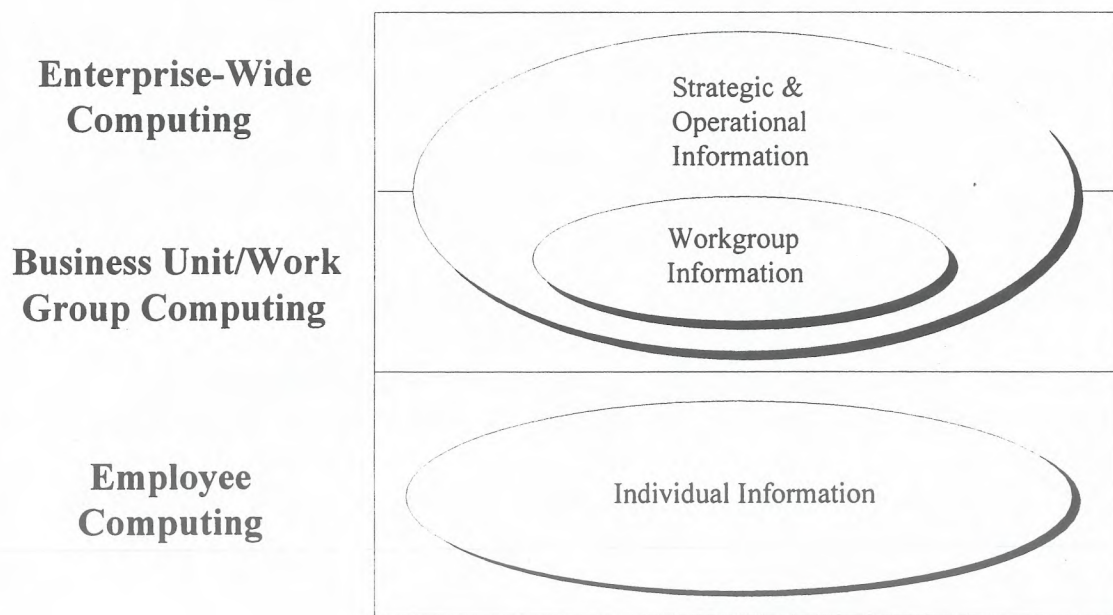 Enterprise-Wide
Computing
Strategic &
Operational
Information
Business Unit/Work
Group Computing
Workgroup
Information
Employee
Computing
Individual Information